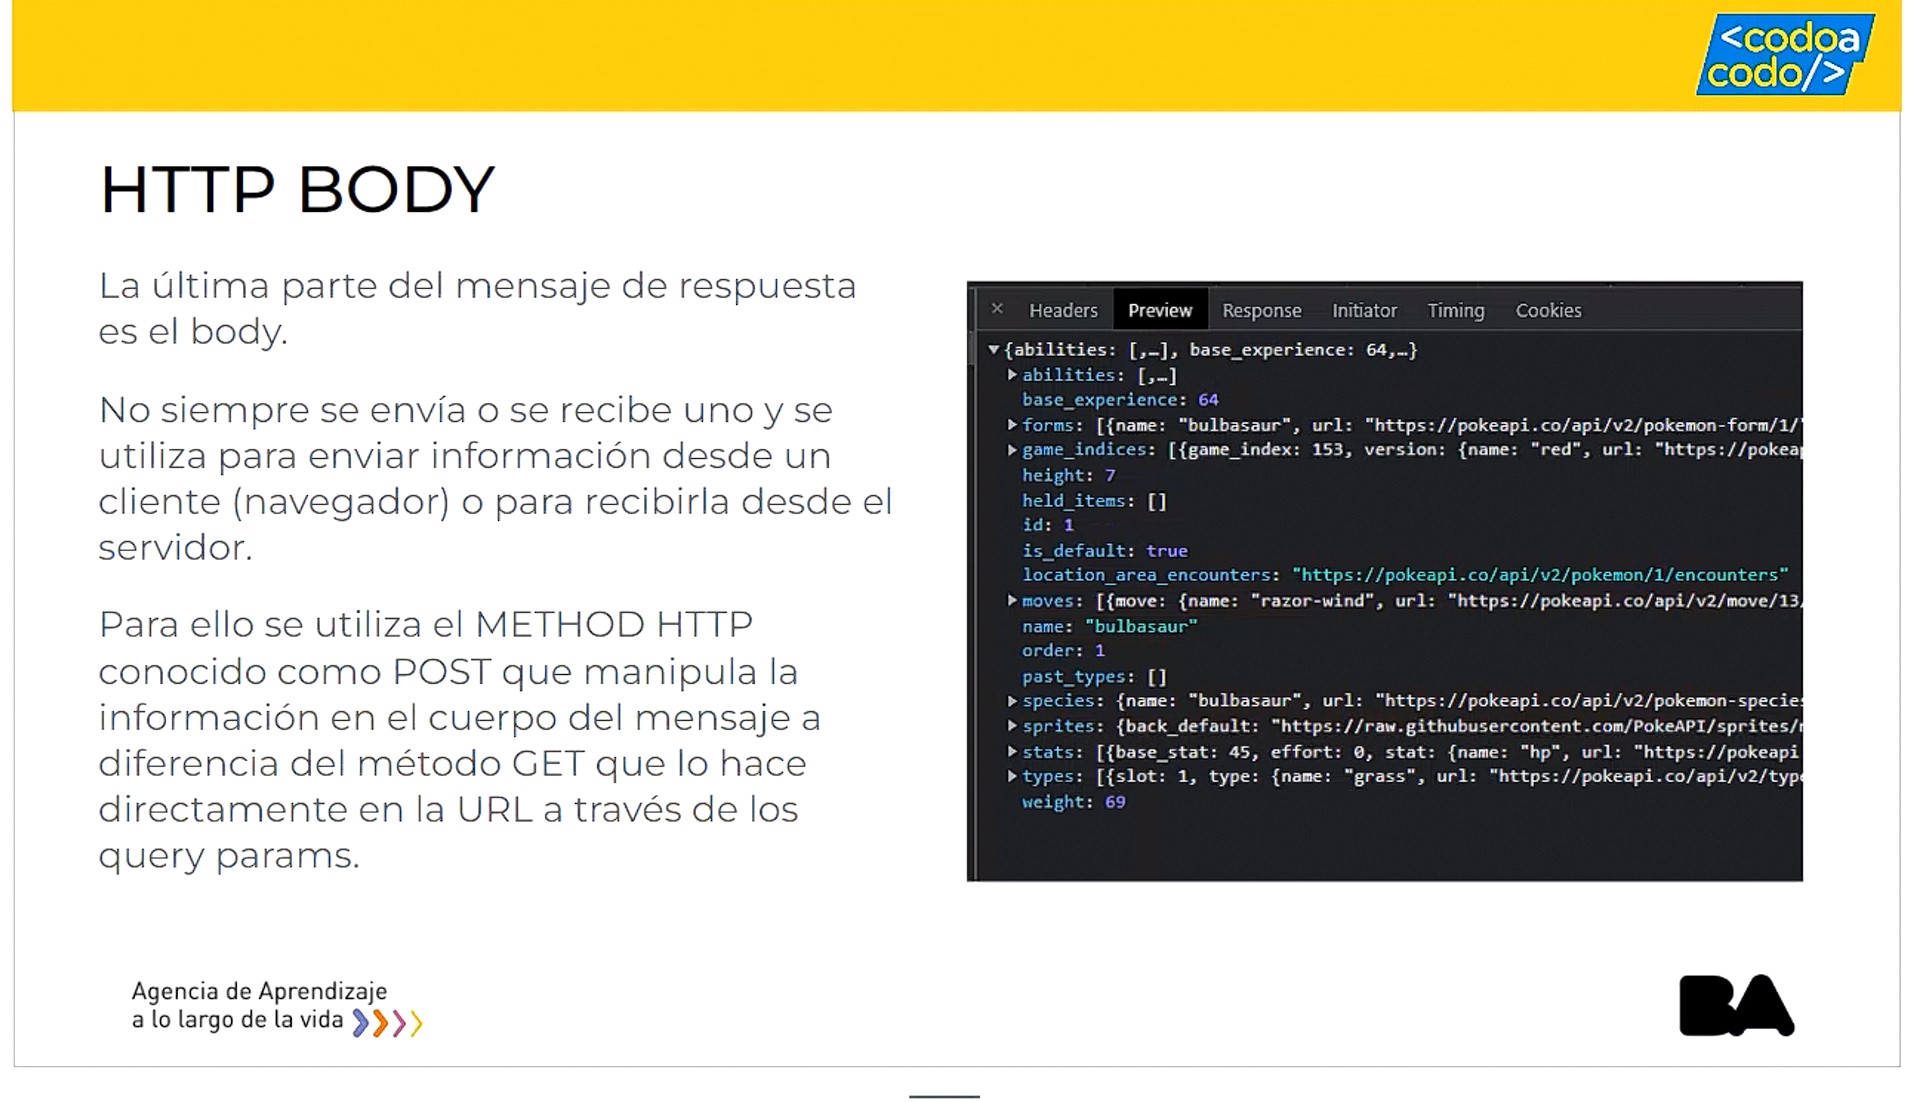 <codoa
codo/>
HTTP BODY
La última parte del mensaje de respuesta
es el body.
No siempre se envía o se recibe uno y se
utiliza para enviar información desde un
cliente (navegador) o para recibirla desde el
servidor.
Para ello se utiliza el METHOD HTTP
conocido como POST que manipula la
información en el cuerpo del mensaje a
diferencia del método GET que lo hace
directamente en la URL a través de los
query params.
× Headers Preview Response Initiator Timing Cookies
▼{abilities: [,…], base_experience: 64,…}
▶abilities: [,…]
base_experience: 64
▶forms: [{name: "bulbasaur", url: "https://pokeapi.co/api/v2/pokemon-form/1/"
▶game_indices: [{game_index: 153, version: {name: "red", url: "https://pokeap
height: 7
held_items: []
id: 1
is_default: true
location_area_encounters: "https://pokeapi.co/api/v2/pokemon/1/encounters"
▶moves: [{move: {name: "razor-wind", url: "https://pokeapi.co/api/v2/move/13/
name: "bulbasaur"
order: 1
past_types: []
▶species: {name: "bulbasaur", url: "https://pokeapi.co/api/v2/pokemon-species
▶sprites: {back_default: "https://raw.githubusercontent.com/PokeAPI/sprites/m
▶stats: [{base_stat: 45, effort: 0, stat: {name: "hp", url: "https://pokeapi
▶types: [{slot: 1, type: {name: "grass", url: "https://pokeapi.co/api/v2/type
weight: 69
Agencia de Aprendizaje
a lo largo de la vida
BA